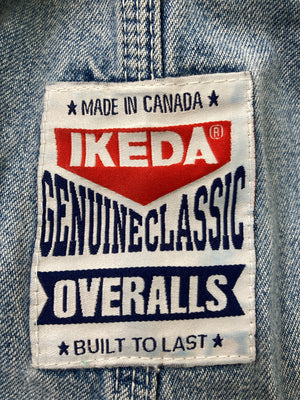 ★ MADE IN CANADA ★
IKEDA®
GENUINECLASSIC
OVERALLS
★ BUILT TO LAST ★